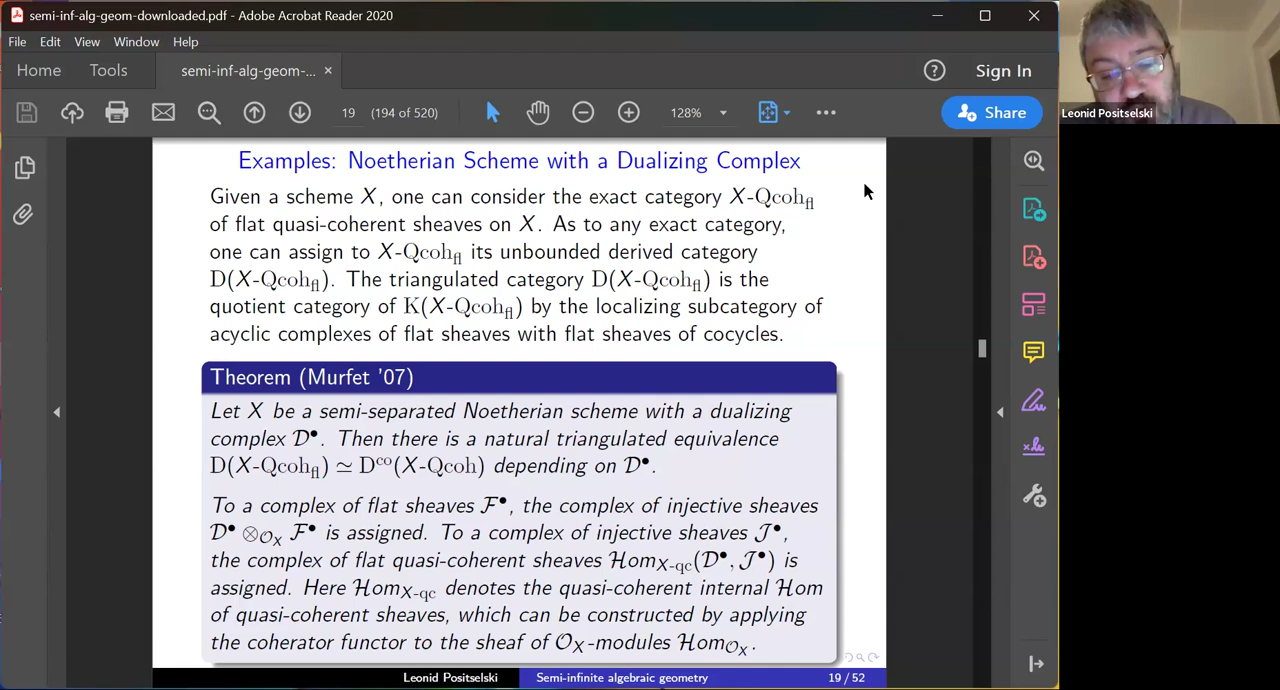 semi-inf-alg-geom-downloaded.pdf - Adobe Acrobat Reader 2020
File Edit View Window Help
Home Tools semi-inf-alg-geom-... × Sign In
19 (194 of 520) 128% Share
Leonid Positselski
Examples: Noetherian Scheme with a Dualizing Complex
Given a scheme X, one can consider the exact category X-Qcoh_fl
of flat quasi-coherent sheaves on X. As to any exact category,
one can assign to X-Qcoh_fl its unbounded derived category
D(X-Qcoh_fl). The triangulated category D(X-Qcoh_fl) is the
quotient category of K(X-Qcoh_fl) by the localizing subcategory of
acyclic complexes of flat sheaves with flat sheaves of cocycles.
Theorem (Murfet '07)
Let X be a semi-separated Noetherian scheme with a dualizing
complex 𝒟•. Then there is a natural triangulated equivalence
D(X-Qcoh_fl) ≃ D^co(X-Qcoh) depending on 𝒟•.
To a complex of flat sheaves ℱ•, the complex of injective sheaves
𝒟• ⊗_𝒪_X ℱ• is assigned. To a complex of injective sheaves 𝒥•,
the complex of flat quasi-coherent sheaves ℋom_X-qc(𝒟•, 𝒥•) is
assigned. Here ℋom_X-qc denotes the quasi-coherent internal ℋom
of quasi-coherent sheaves, which can be constructed by applying
the coherator functor to the sheaf of 𝒪_X-modules ℋom_𝒪_X.
Leonid Positselski Semi-infinite algebraic geometry 19 / 52